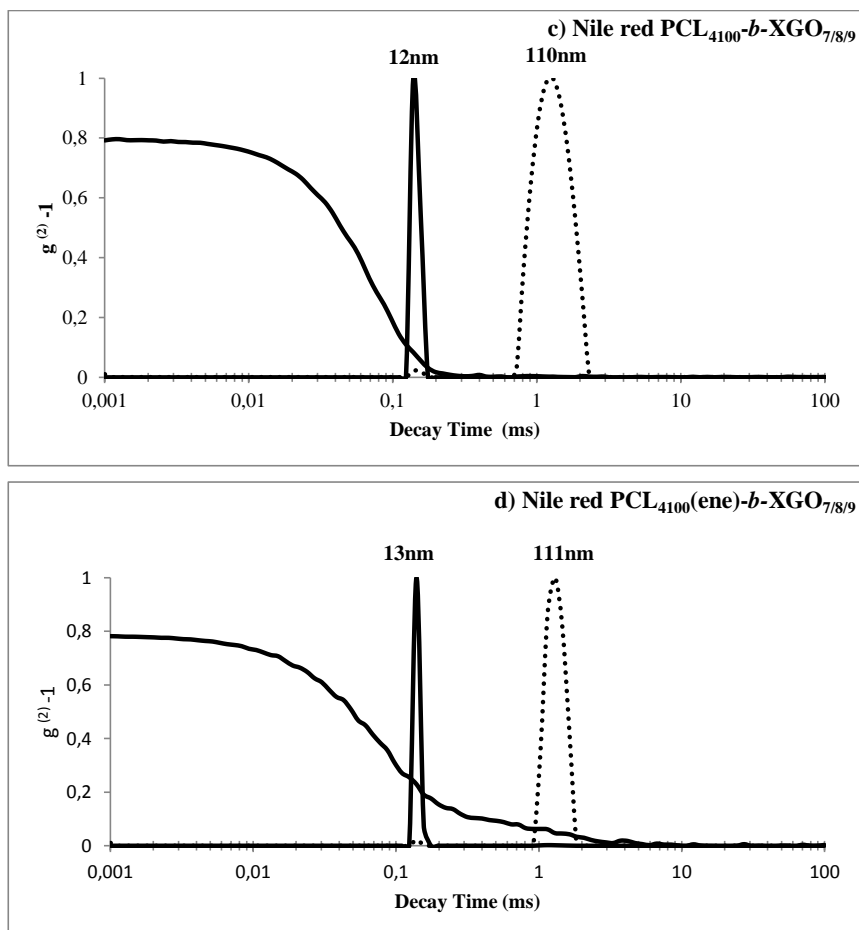 c) Nile red PCL₄₁₀₀-b-XGO₇/₈/₉
12nm 110nm
1
0,8
0,6
0,4
0,2
0
g ⁽²⁾ -1
0,001 0,01 0,1 1 10 100
Decay Time (ms)
d) Nile red PCL₄₁₀₀(ene)-b-XGO₇/₈/₉
13nm 111nm
1
0,8
0,6
0,4
0,2
0
g ⁽²⁾ -1
0,001 0,01 0,1 1 10 100
Decay Time (ms)